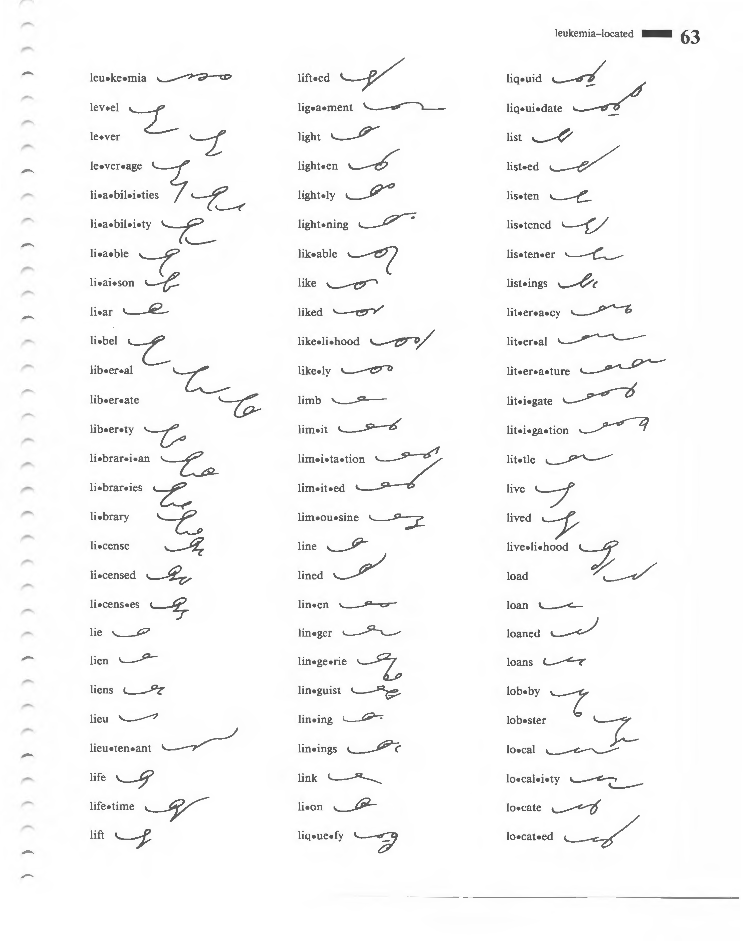 leukemia–located 63
leu•ke•mia
lev•el
le•ver
le•ver•age
li•a•bil•i•ties
li•a•bil•i•ty
li•a•ble
li•ai•son
li•ar
li•bel
lib•er•al
lib•er•ate
lib•er•ty
li•brar•i•an
li•brar•ies
li•brary
li•cense
li•censed
li•cens•es
lie
lien
liens
lieu
lieu•ten•ant
life
life•time
lift
lift•ed
lig•a•ment
light
light•en
light•ly
light•ning
lik•able
like
liked
like•li•hood
like•ly
limb
lim•it
lim•i•ta•tion
lim•it•ed
lim•ou•sine
line
lined
lin•en
lin•ger
lin•ge•rie
lin•guist
lin•ing
lin•ings
link
li•on
liq•ue•fy
liq•uid
liq•ui•date
list
list•ed
lis•ten
lis•tened
lis•ten•er
list•ings
lit•er•a•cy
lit•er•al
lit•er•a•ture
lit•i•gate
lit•i•ga•tion
lit•tle
live
lived
live•li•hood
load
loan
loaned
loans
lob•by
lob•ster
lo•cal
lo•cal•i•ty
lo•cate
lo•cat•ed